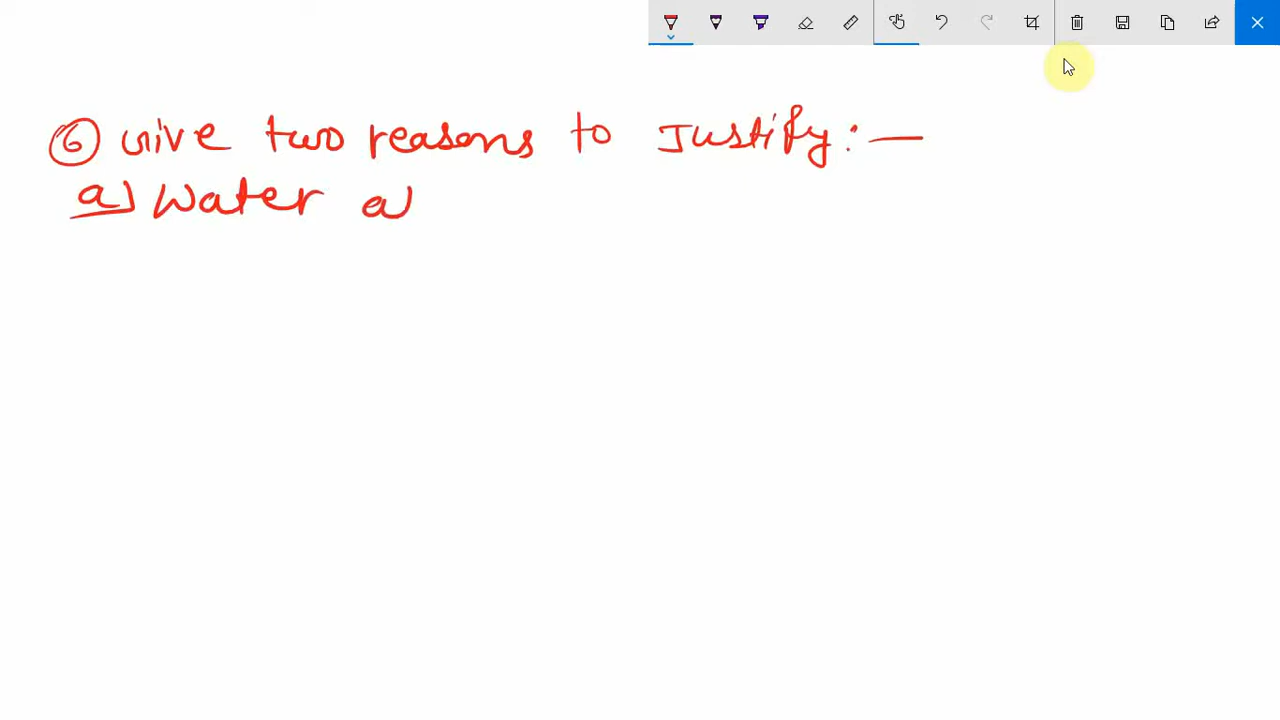 ⑥ Give two reasons to Justify:—
a) Water a